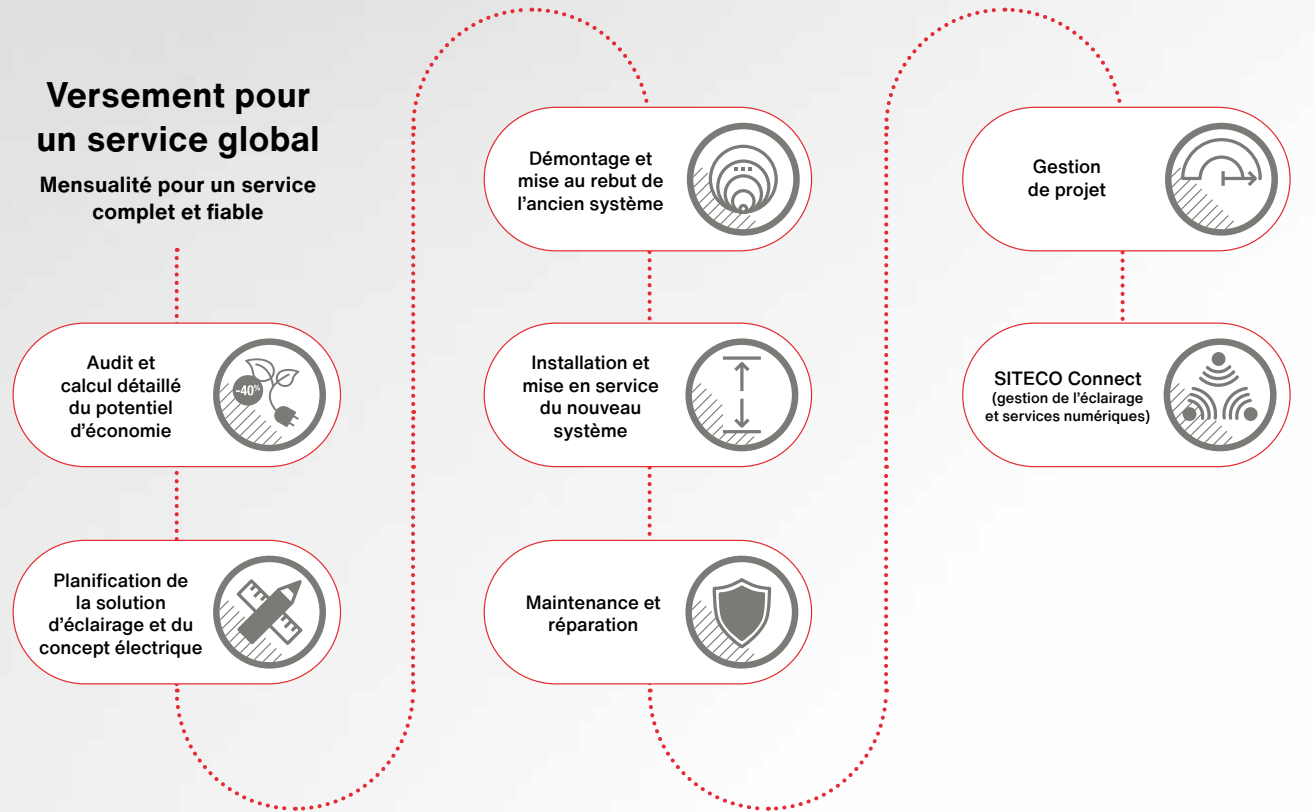 Versement pour
un service global
Mensualité pour un service
complet et fiable
Audit et
calcul détaillé
du potentiel
d'économie
-40%
Planification de
la solution
d'éclairage et du
concept électrique
Démontage et
mise au rebut de
l'ancien système
Installation et
mise en service
du nouveau
système
Maintenance et
réparation
Gestion
de projet
SITECO Connect
(gestion de l'éclairage
et services numériques)